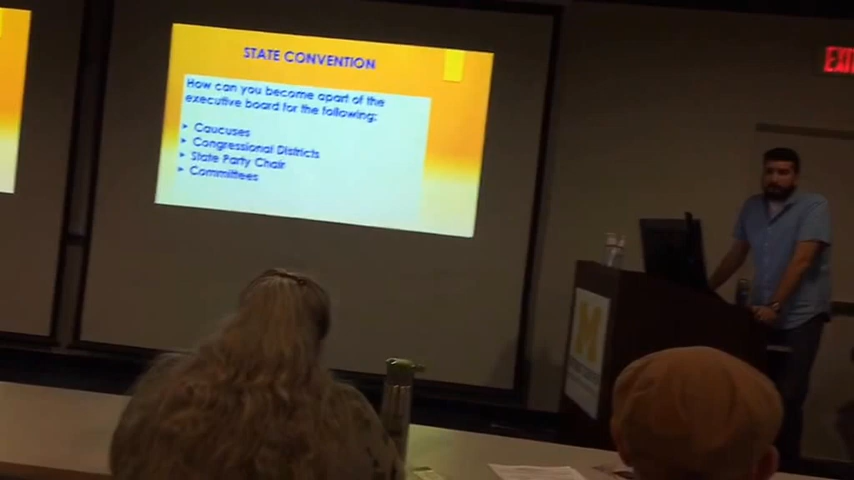 STATE CONVENTION
How can you become apart of the
executive board for the following:
Caucuses
Congressional Districts
State Party Chair
Committees
EXIT
M